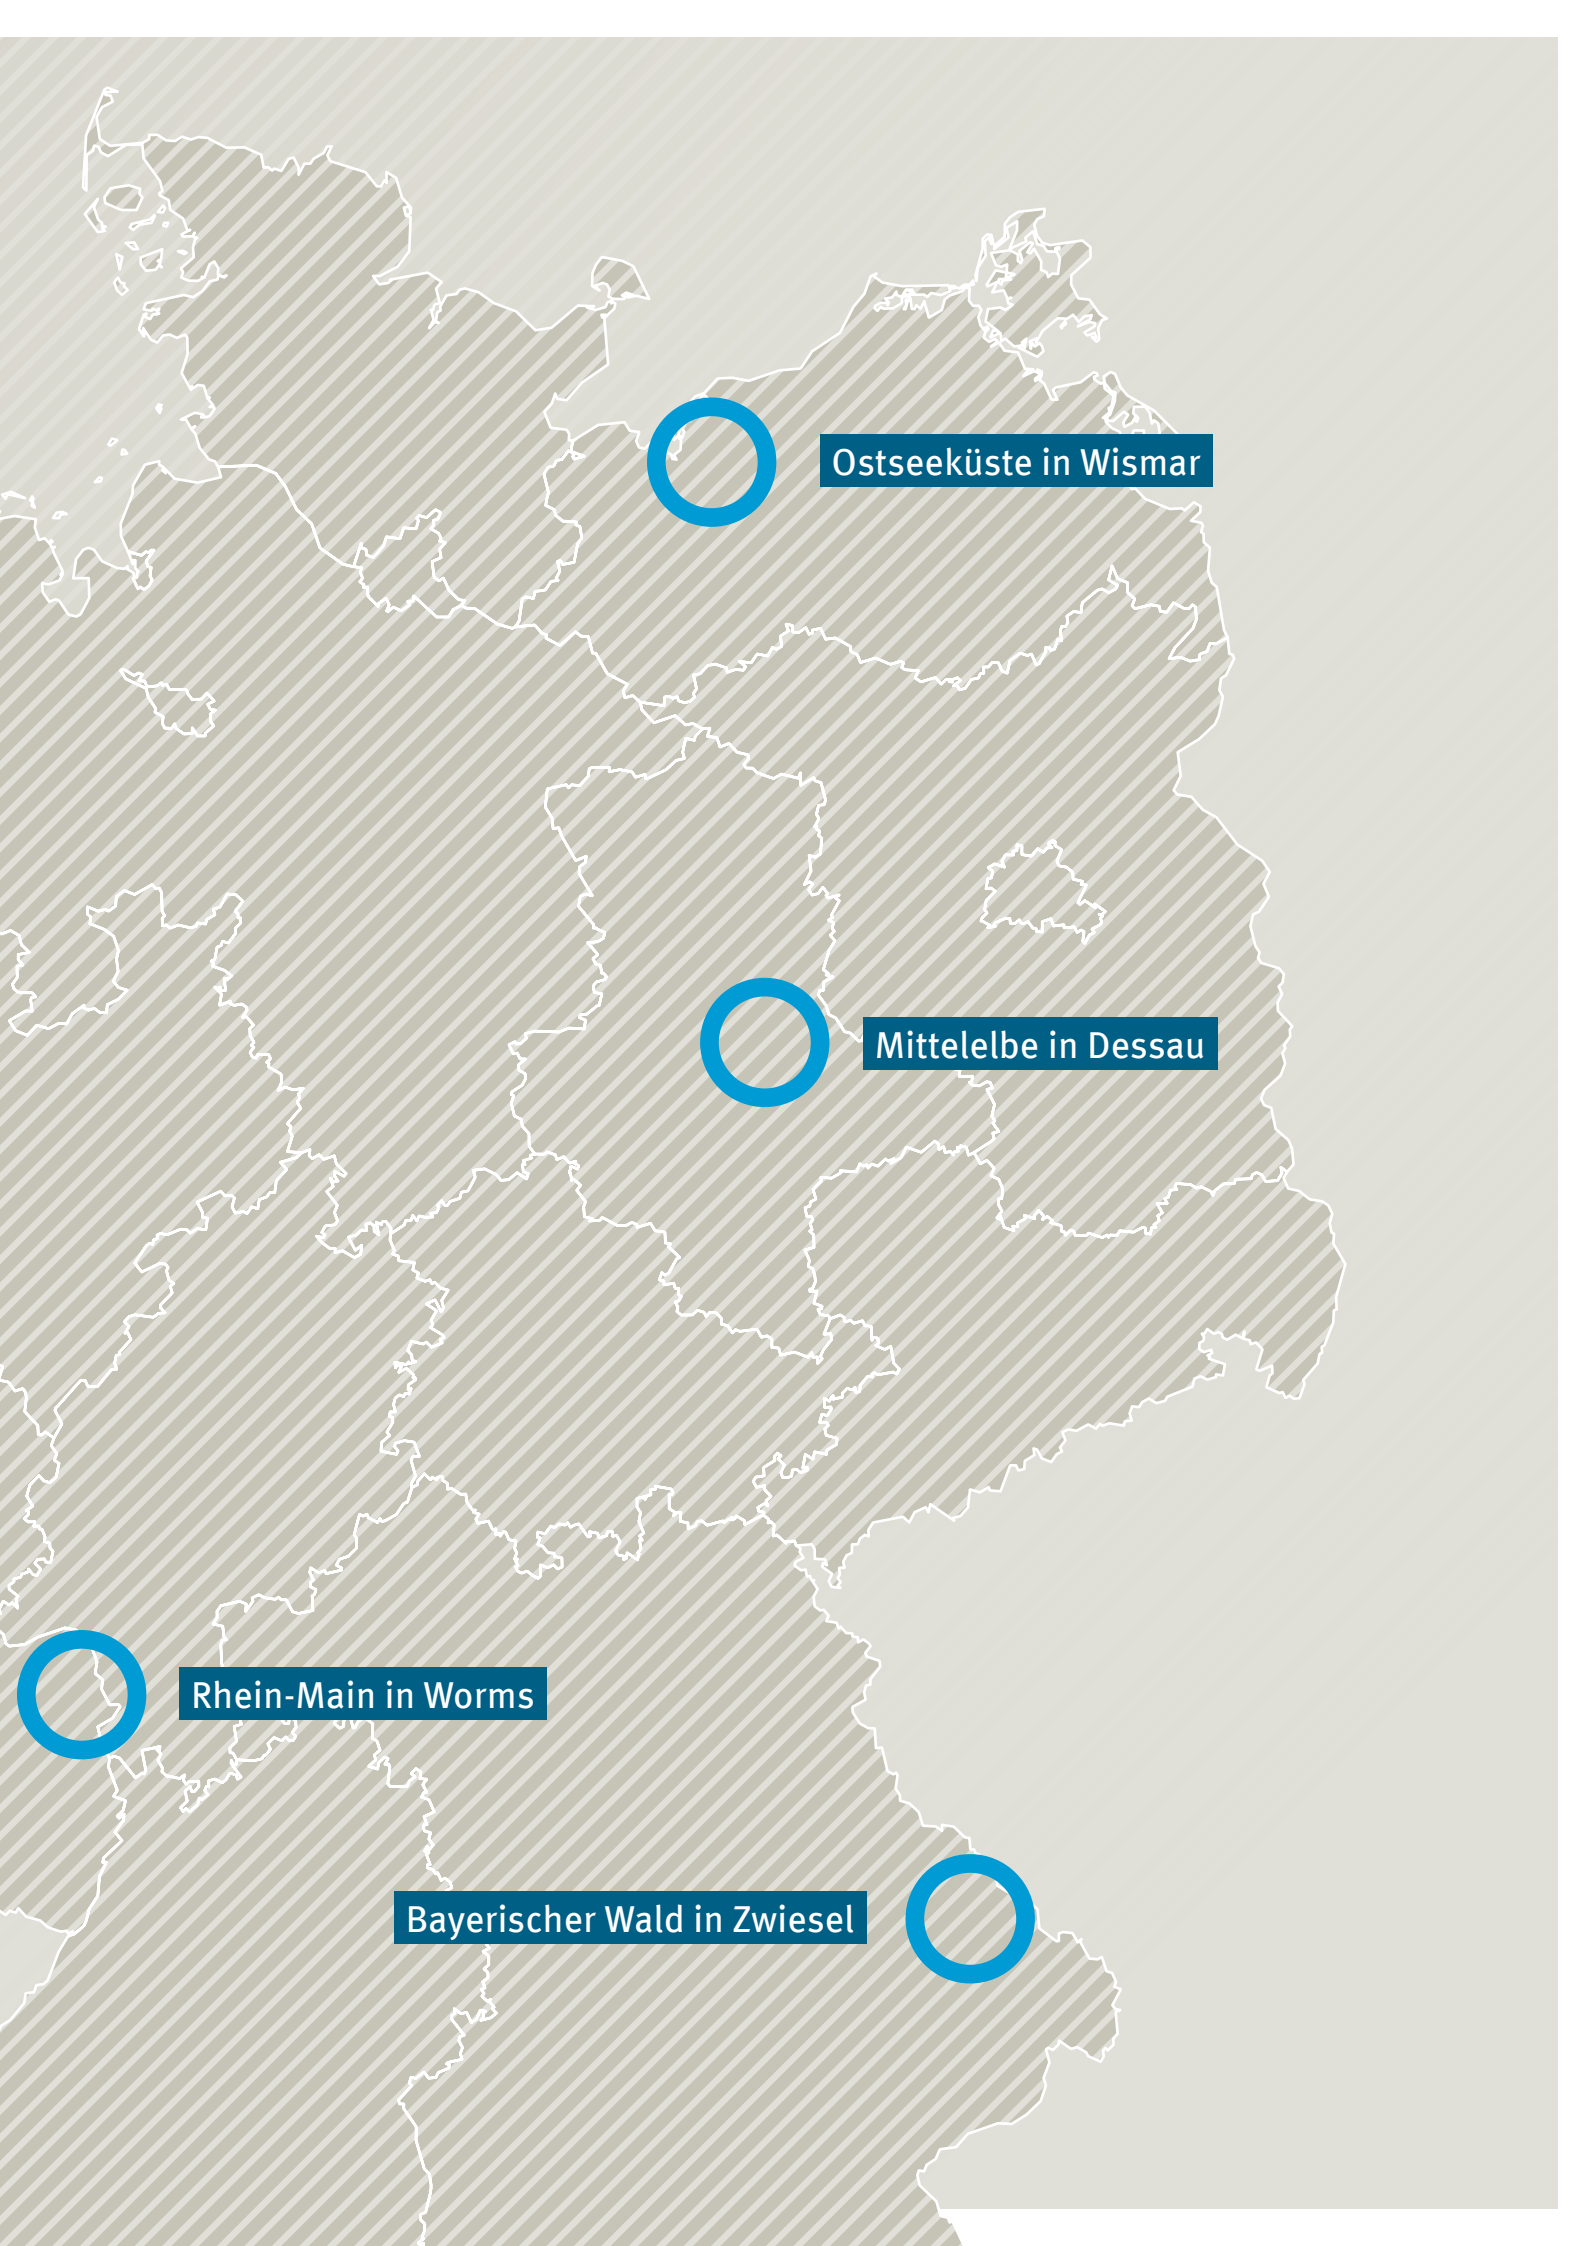 Ostseeküste in Wismar
Mittelelbe in Dessau
Rhein-Main in Worms
Bayerischer Wald in Zwiesel